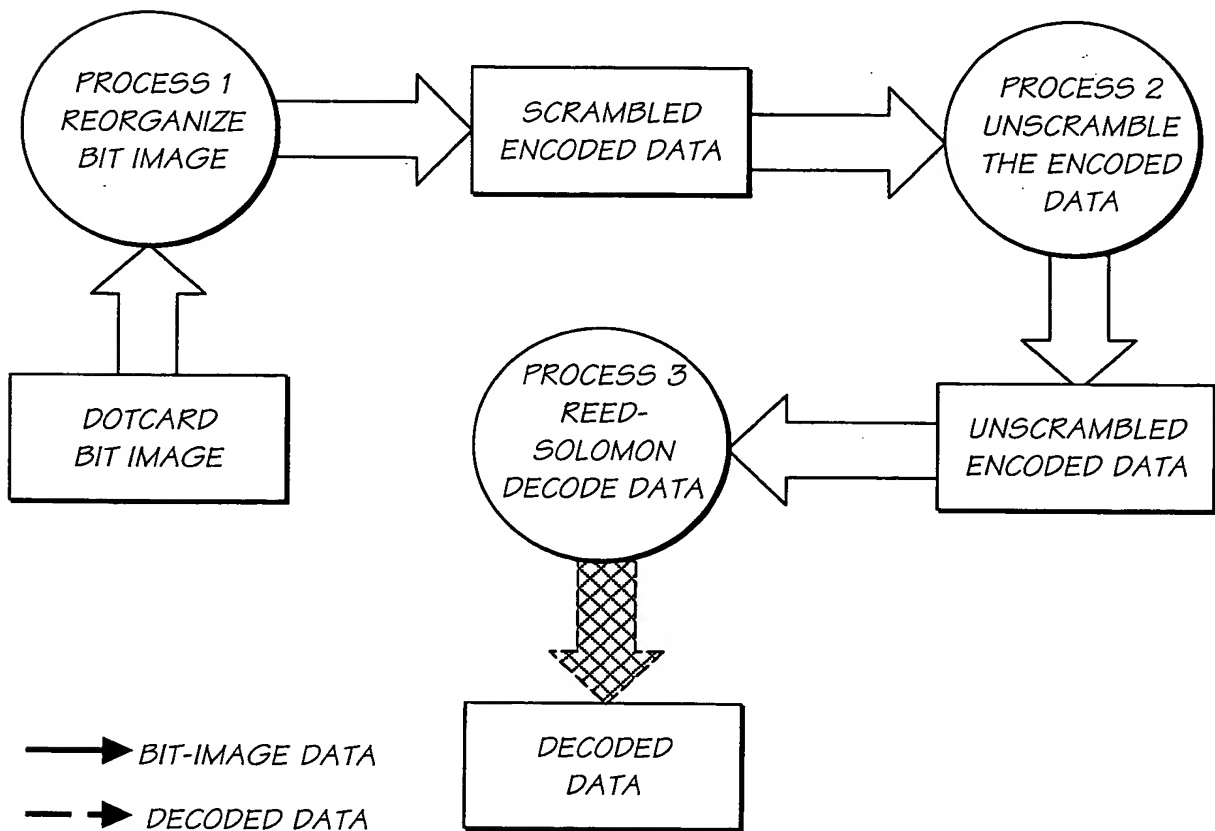 PROCESS 1
REORGANIZE
BIT IMAGE
SCRAMBLED
ENCODED DATA
PROCESS 2
UNSCRAMBLE
THE ENCODED
DATA
DOTCARD
BIT IMAGE
PROCESS 3
REED-
SOLOMON
DECODE DATA
UNSCRAMBLED
ENCODED DATA
DECODED
DATA
BIT-IMAGE DATA
DECODED DATA